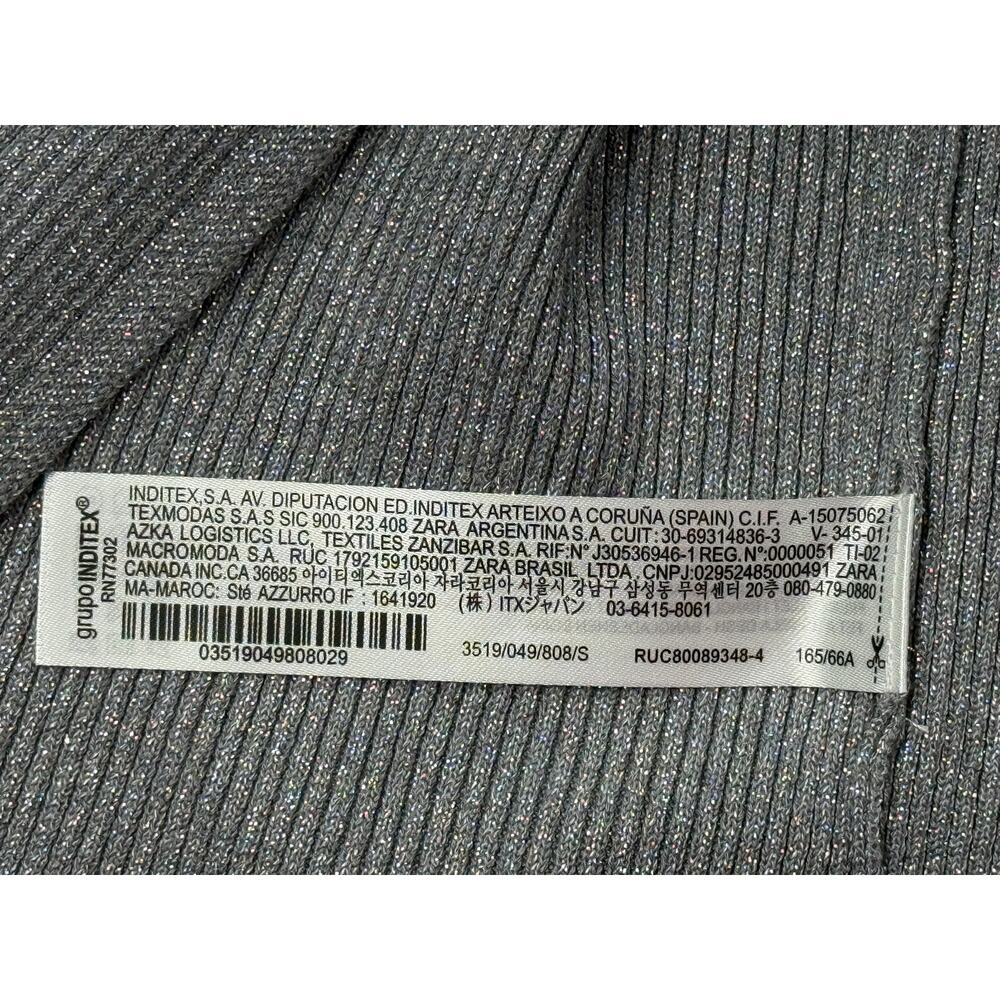 grupo INDITEX®
RN77302
INDITEX,S.A. AV. DIPUTACION ED.INDITEX ARTEIXO A CORUÑA (SPAIN) C.I.F. A-15075062
TEXMODAS S.A.S SIC 900.123.408 ZARA ARGENTINA S.A. CUIT:30-69314836-3 V- 345-01
AZKA LOGISTICS LLC, TEXTILES ZANZIBAR S.A. RIF:Nº J30536946-1 REG. Nº:0000051 TI-02
MACROMODA S.A. RUC 1792159105001 ZARA BRASIL LTDA, CNPJ:02952485000491 ZARA
CANADA INC.CA 36685 아이티엑스코리아 자라코리아 서울시, 강남구 삼성동 무역센터 20층 080-479-0880
MA-MAROC: Sté AZZURRO IF : 1641920 (株) ITXジャパン 03-6415-8061
03519049808029
3519/049/808/S RUC80089348-4 165/66A